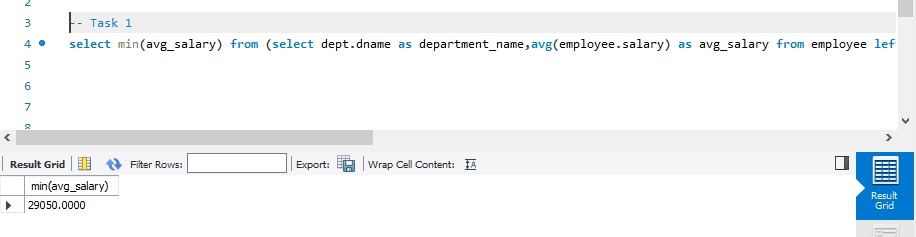 2
3 -- Task 1
4 select min(avg_salary) from (select dept.dname as department_name,avg(employee.salary) as avg_salary from employee lef
5
6
7
8
Result Grid Filter Rows: Export: Wrap Cell Content:
min(avg_salary)
29050.0000
Result
Grid